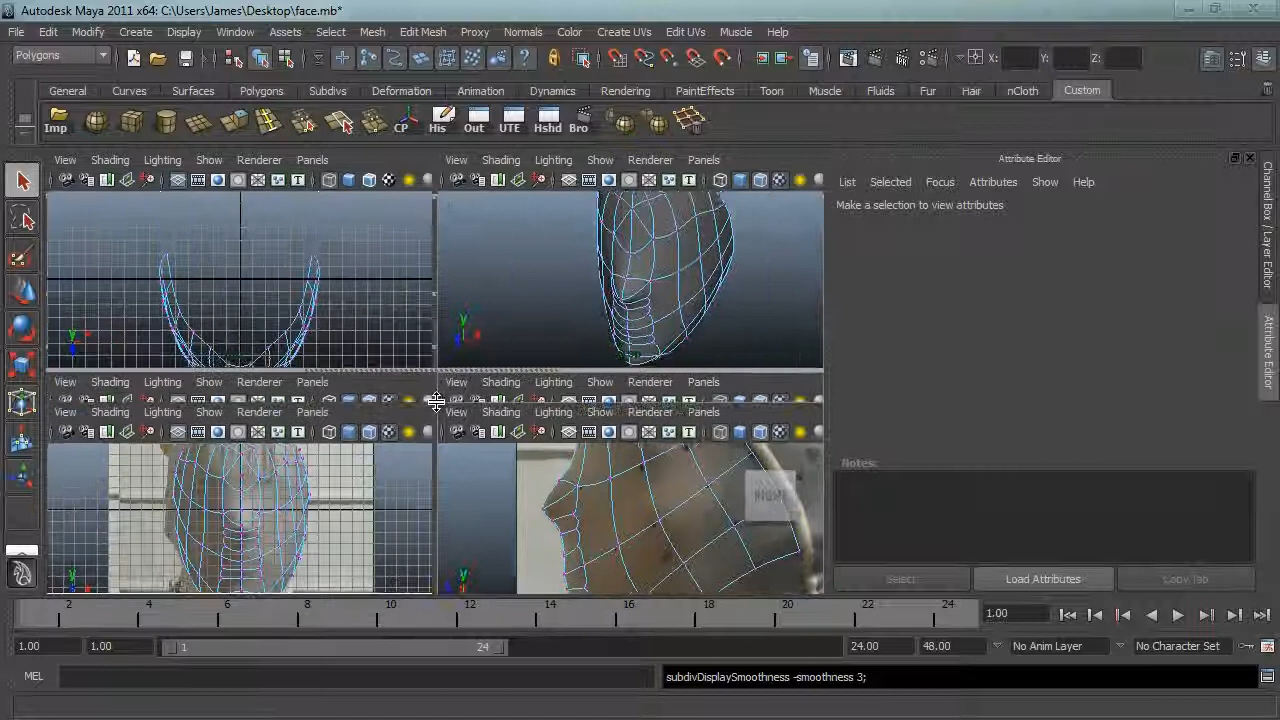 Autodesk Maya 2011 x64: C:\Users\James\Desktop\face.mb*
File Edit Modify Create Display Window Assets Select Mesh Edit Mesh Proxy Normals Color Create UVs Edit UVs Muscle Help
Polygons X: Y: Z:
General Curves Surfaces Polygons Subdivs Deformation Animation Dynamics Rendering PaintEffects Toon Muscle Fluids Fur Hair nCloth Custom
Imp CP His Out UTE Hshd Bro
View Shading Lighting Show Renderer Panels View Shading Lighting Show Renderer Panels Attribute Editor
List Selected Focus Attributes Show Help
Make a selection to view attributes
Channel Box / Layer Editor
Attribute Editor
View Shading Lighting Show Renderer Panels View Shading Lighting Show Renderer Panels
View Shading Lighting Show Renderer Panels View Shading Lighting Show Renderer Panels
Notes:
Select Load Attributes Copy Tab
2 4 6 8 10 12 14 16 18 20 22 24 1.00
1.00 1.00 1 24 24.00 48.00 No Anim Layer No Character Set
MEL subdivDisplaySmoothness -smoothness 3;